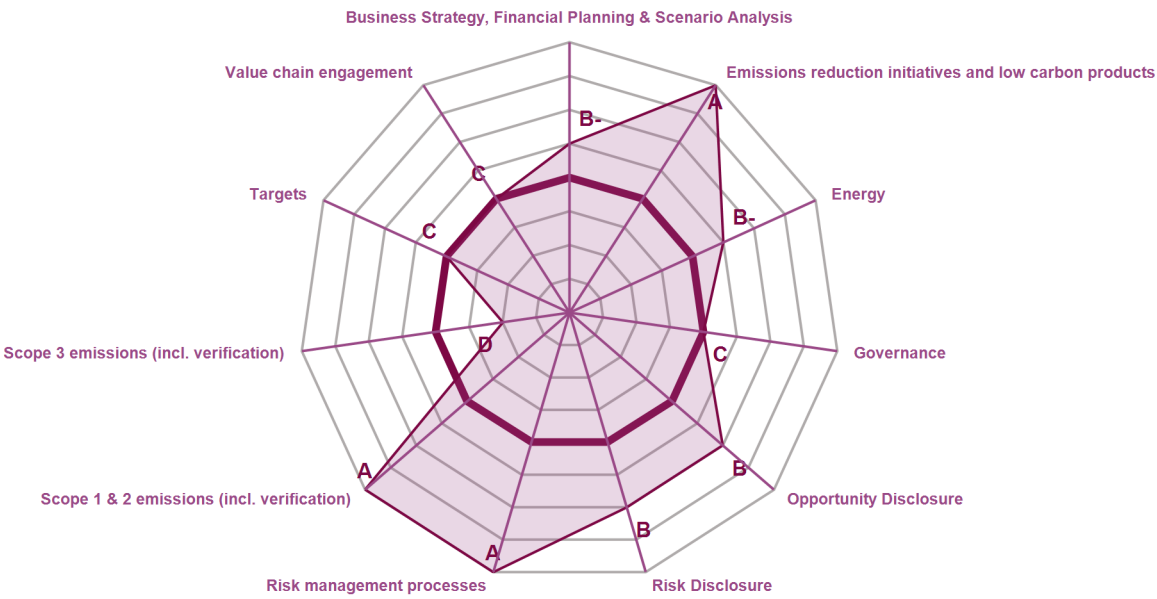 Business Strategy, Financial Planning & Scenario Analysis
Value chain engagement
Emissions reduction initiatives and low carbon products
A
B-
C
Targets
Energy
B-
C
D
Scope 3 emissions (incl. verification)
Governance
C
A
B
Scope 1 & 2 emissions (incl. verification)
Opportunity Disclosure
B
A
Risk management processes
Risk Disclosure